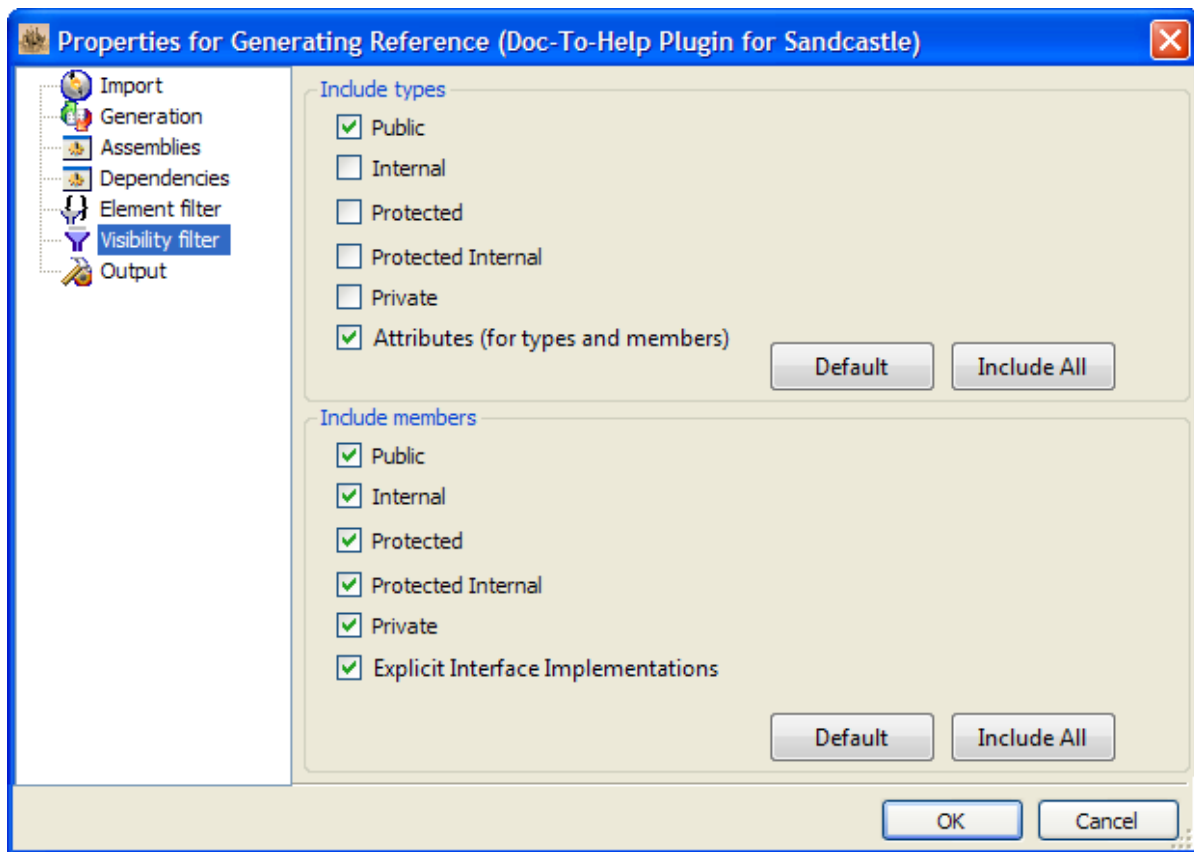 Properties for Generating Reference (Doc-To-Help Plugin for Sandcastle)
Import
Generation
Assemblies
Dependencies
Element filter
Visibility filter
Output
Include types
Public
Internal
Protected
Protected Internal
Private
Attributes (for types and members)
Default Include All
Include members
Public
Internal
Protected
Protected Internal
Private
Explicit Interface Implementations
Default Include All
OK Cancel